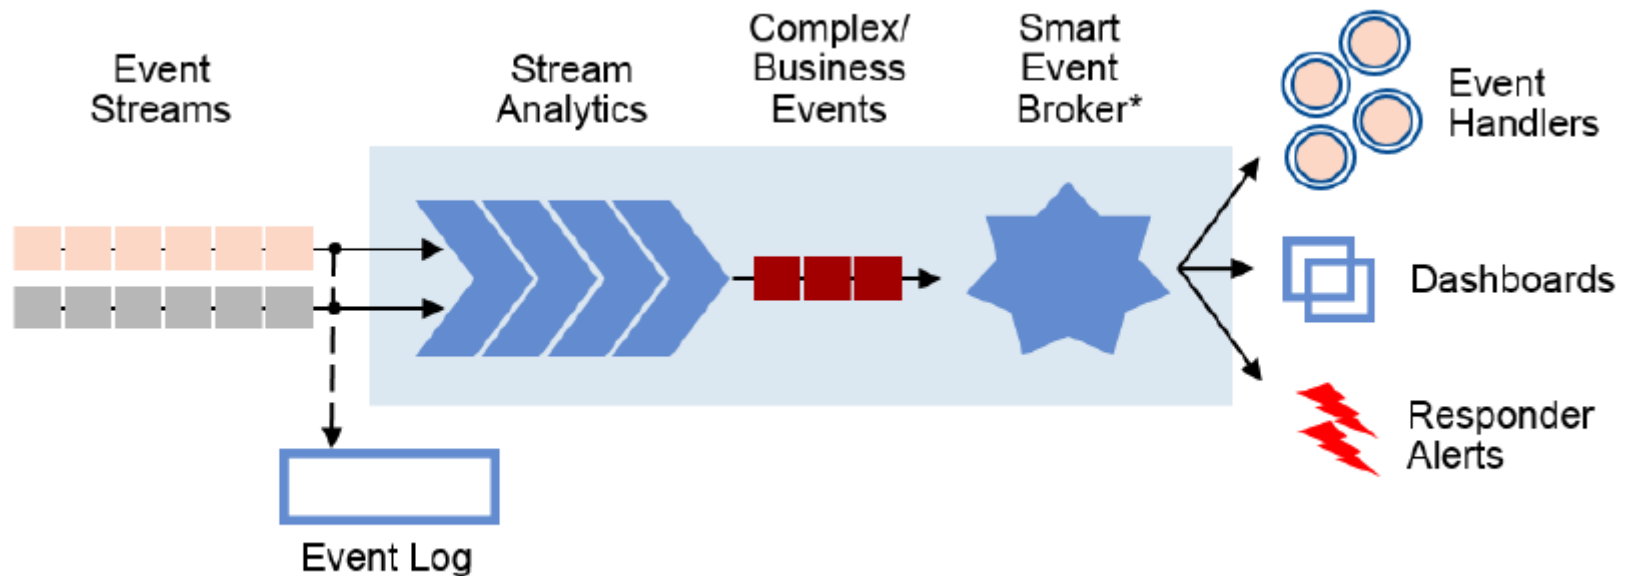 Event
Streams
Stream
Analytics
Complex/
Business
Events
Smart
Event
Broker*
Event
Handlers
Dashboards
Responder
Alerts
Event Log